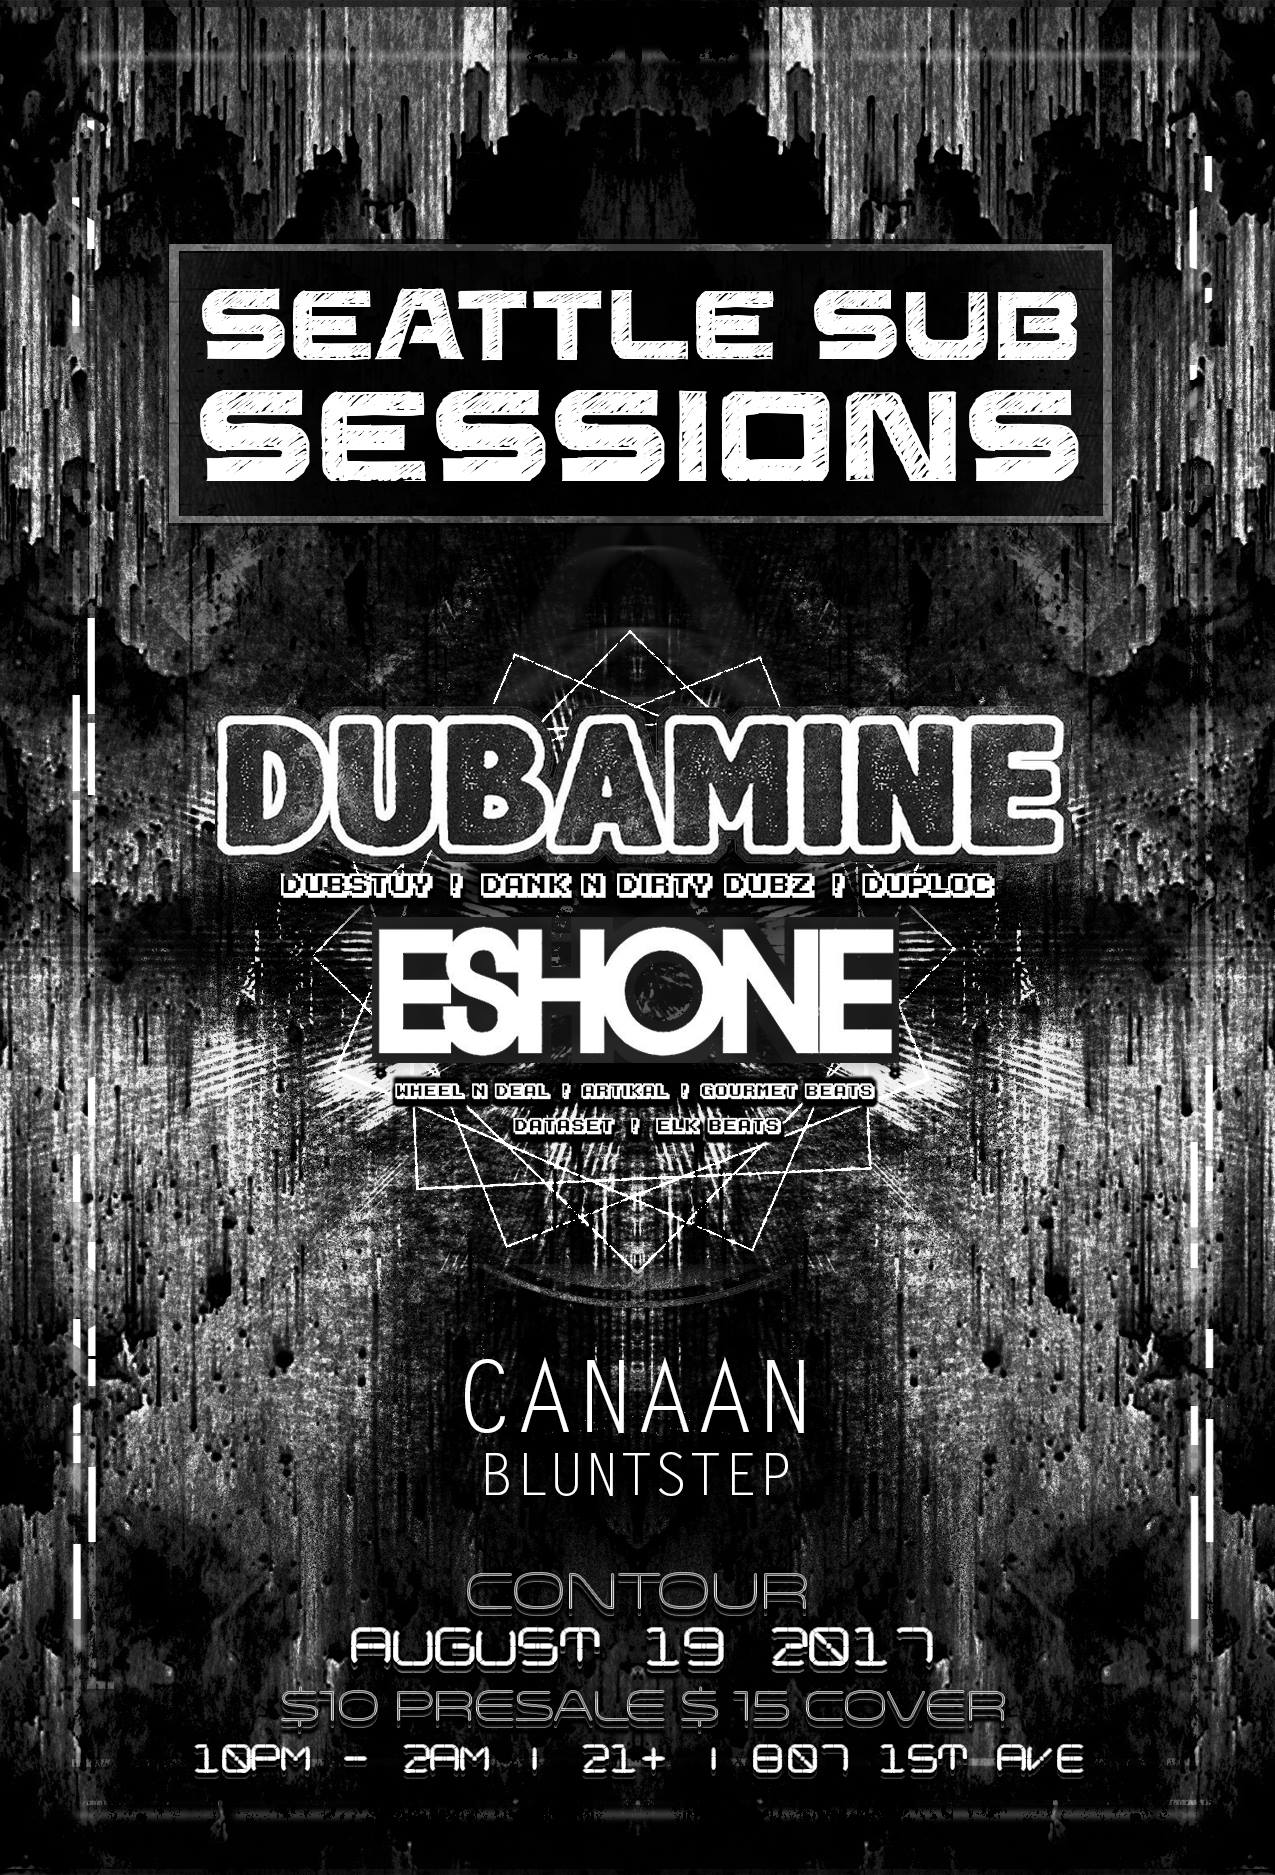 SEATTLE SUB
SESSIONS
DUBAMINE
DUBSTUY ! DANK N DIRTY DUBZ ! DUPLOC
ESHONE
WHEEL N DEAL ! ARTIKAL ! GOURMET BEATS
DATASET ! ELK BEATS
CANAAN
BLUNTSTEP
CONTOUR
AUGUST 19 2017
$10 PRESALE $ 15 COVER
10PM - 2AM | 21+ | 807 1ST AVE